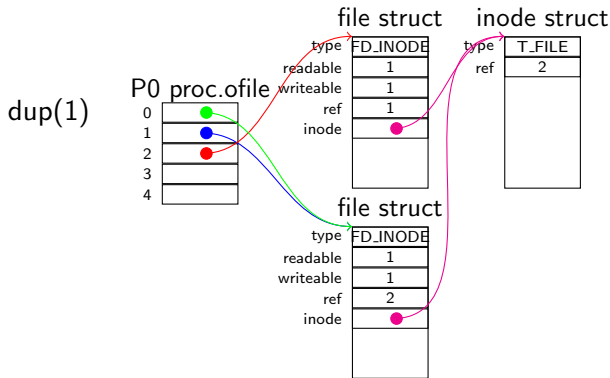 dup(1)
P0 proc.ofile
0
1
2
3
4
file struct
type FD_INODE
readable 1
writeable 1
ref 1
inode
inode struct
type T_FILE
ref 2
file struct
type FD_INODE
readable 1
writeable 1
ref 2
inode